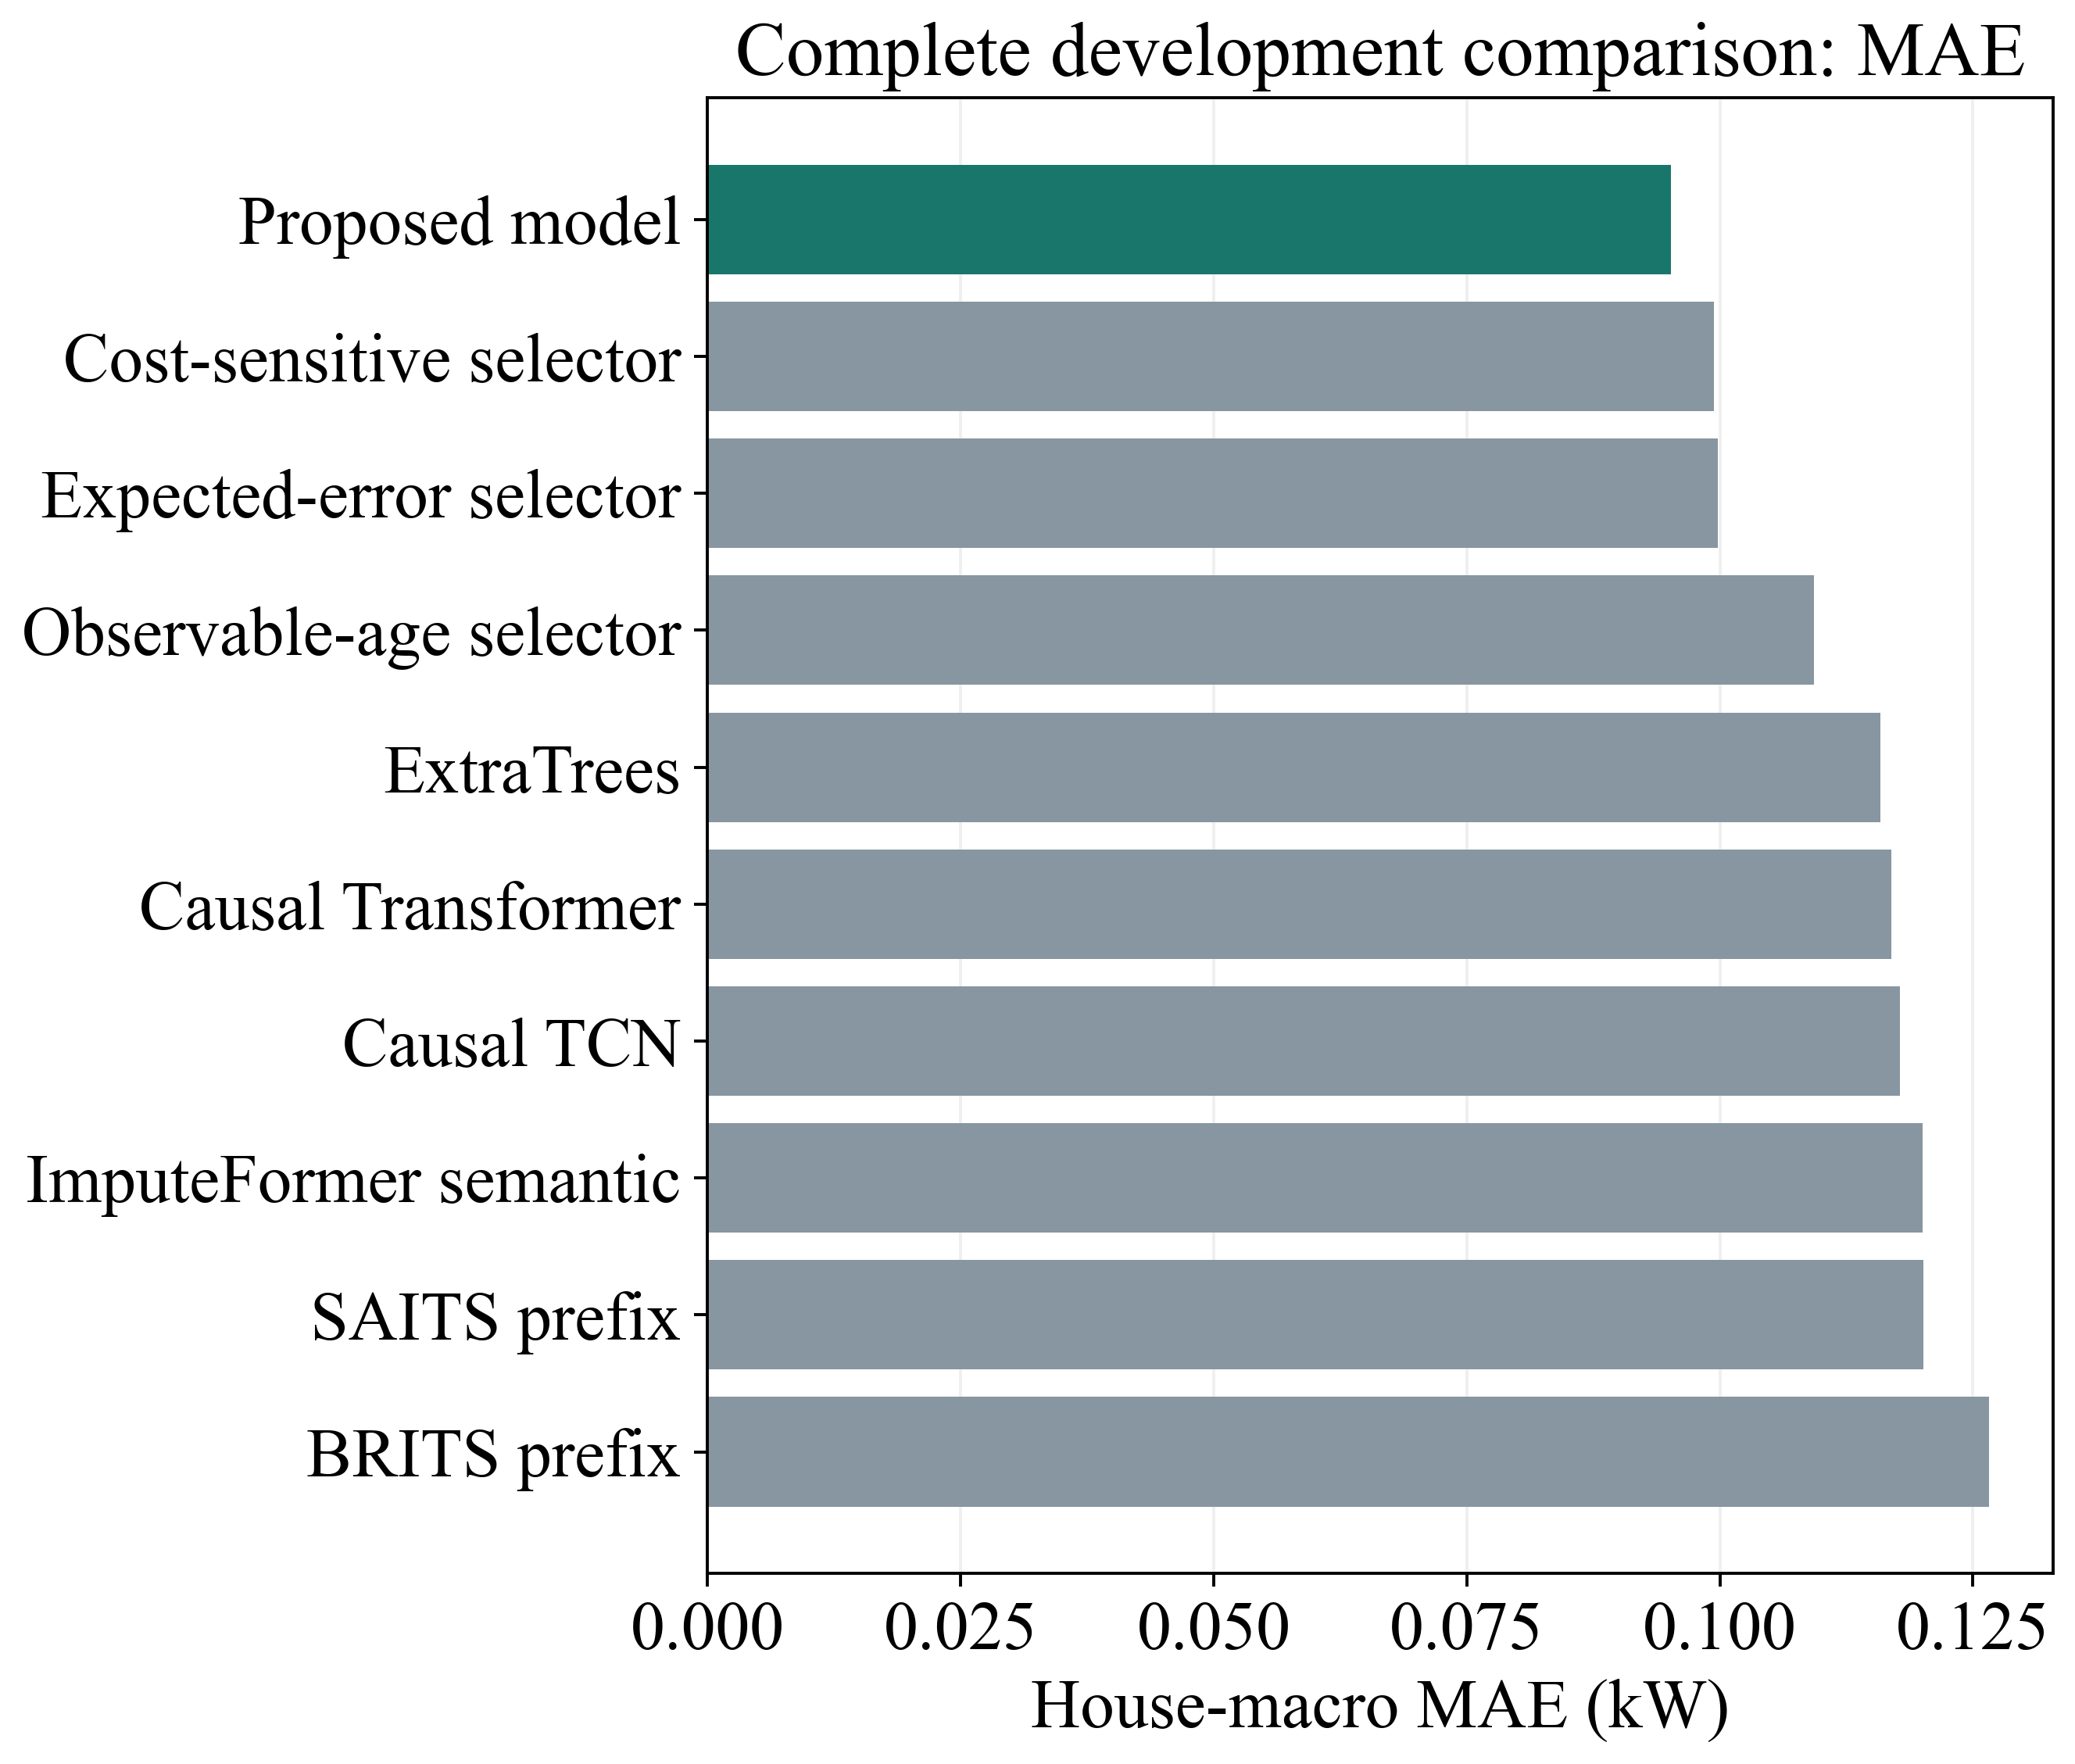 Complete development comparison: MAE
Proposed model
Cost-sensitive selector
Expected-error selector
Observable-age selector
ExtraTrees
Causal Transformer
Causal TCN
ImputeFormer semantic
SAITS prefix
BRITS prefix
0.000 0.025 0.050 0.075 0.100 0.125
House-macro MAE (kW)